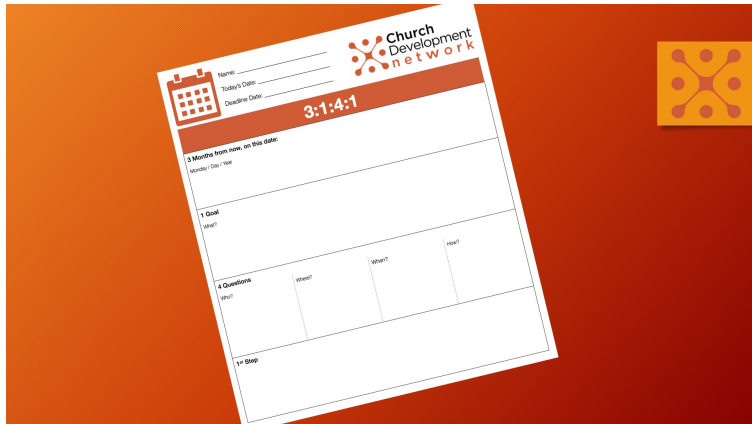 Name:
Today's Date:
Deadline Date:
Church
Development
network
3:1:4:1
3 Months from now, on this date:
Monday / Day / Year
1 Goal
What?
4 Questions
Who?
Where?
When?
How?
1st Step